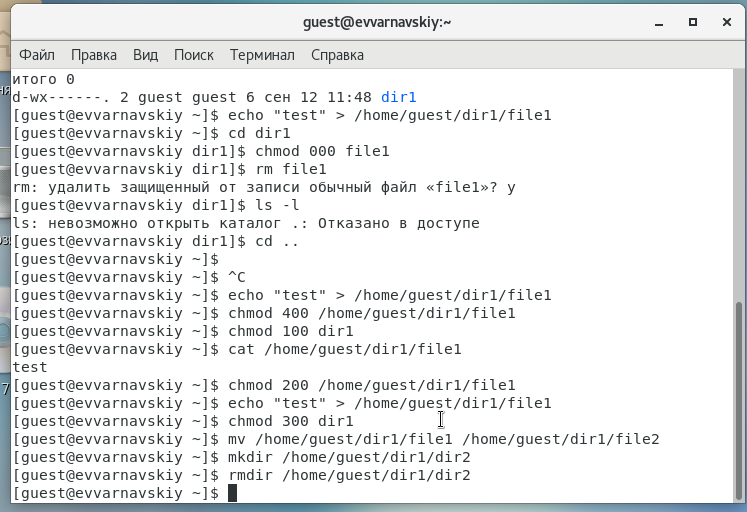 guest@evvarnavskiy:~
Файл Правка Вид Поиск Терминал Справка
итого 0
d-wx------. 2 guest guest 6 сен 12 11:48 dir1
[guest@evvarnavskiy ~]$ echo "test" > /home/guest/dir1/file1
[guest@evvarnavskiy ~]$ cd dir1
[guest@evvarnavskiy dir1]$ chmod 000 file1
[guest@evvarnavskiy dir1]$ rm file1
rm: удалить защищенный от записи обычный файл «file1»? y
[guest@evvarnavskiy dir1]$ ls -l
ls: невозможно открыть каталог .: Отказано в доступе
[guest@evvarnavskiy dir1]$ cd ..
[guest@evvarnavskiy ~]$
[guest@evvarnavskiy ~]$ ^C
[guest@evvarnavskiy ~]$ echo "test" > /home/guest/dir1/file1
[guest@evvarnavskiy ~]$ chmod 400 /home/guest/dir1/file1
[guest@evvarnavskiy ~]$ chmod 100 dir1
[guest@evvarnavskiy ~]$ cat /home/guest/dir1/file1
test
[guest@evvarnavskiy ~]$ chmod 200 /home/guest/dir1/file1
[guest@evvarnavskiy ~]$ echo "test" > /home/guest/dir1/file1
[guest@evvarnavskiy ~]$ chmod 300 dir1
[guest@evvarnavskiy ~]$ mv /home/guest/dir1/file1 /home/guest/dir1/file2
[guest@evvarnavskiy ~]$ mkdir /home/guest/dir1/dir2
[guest@evvarnavskiy ~]$ rmdir /home/guest/dir1/dir2
[guest@evvarnavskiy ~]$